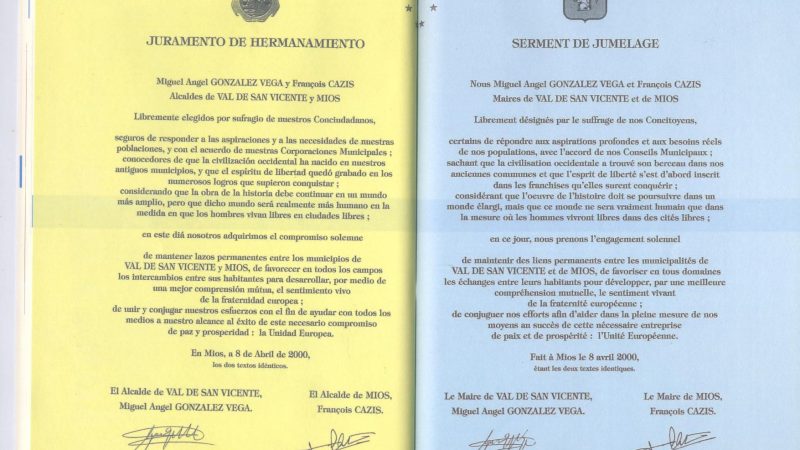 JURAMENTO DE HERMANAMIENTO
Miguel Angel GONZALEZ VEGA y François CAZIS
Alcaldes de VAL DE SAN VICENTE y MIOS
Libremente elegidos por sufragio de nuestros Conciudadanos,
seguros de responder a las aspiraciones y a las necesidades de nuestras
poblaciones, y con el acuerdo de nuestras Corporaciones Municipales ;
conocedores de que la civilización occidental ha nacido en nuestros
antiguos municipios, y que el espíritu de libertad quedó grabado en los
numerosos logros que supieron conquistar ;
considerando que la obra de la historia debe continuar en un mundo
más amplio, pero que dicho mundo será realmente más humano en la
medida en que los hombres vivan libres en ciudades libres ;
en este diá nosotros adquirimos el compromiso solemne
de mantener lazos permanentes entre los municipios de
VAL DE SAN VICENTE y MIOS, de favorecer en todos los campos
los intercambios entre sus habitantes para desarrollar, por medio de
una mejor comprensión mútua, el sentimiento vivo
de la fraternidad europea ;
de unir y conjugar nuestros esfuerzos con el fin de ayudar con todos los
medios a nuestro alcance al éxito de este necesario compromiso
de paz y prosperidad : la Unidad Europea.
En Mios, a 8 de Abril de 2000,
los dos textos idénticos.
El Alcalde de VAL DE SAN VICENTE,
Miguel Angel GONZALEZ VEGA.
El Alcalde de MIOS,
François CAZIS.
SERMENT DE JUMELAGE
Nous Miguel Angel GONZALEZ VEGA et François CAZIS
Maires de VAL DE SAN VICENTE et de MIOS
Librement désignés par le suffrage de nos Concitoyens,
certains de répondre aux aspirations profondes et aux besoins réels
de nos populations, avec l'accord de nos Conseils Municipaux ;
sachant que la civilisation occidentale a trouvé son berceau dans nos
anciennes communes et que l'esprit de liberté s'est d'abord inscrit
dans les franchises qu'elles surent conquérir ;
considérant que l'oeuvre de l'histoire doit se poursuivre dans un
monde élargi, mais que ce monde ne sera vraiment humain que dans
la mesure où les hommes vivront libres dans des cités libres ;
en ce jour, nous prenons l'engagement solennel
de maintenir des liens permanents entre les municipalités de
VAL DE SAN VICENTE et de MIOS, de favoriser en tous domaines
les échanges entre leurs habitants pour développer, par une meilleure
compréhension mutuelle, le sentiment vivant
de la fraternité européenne ;
de conjuguer nos efforts afin d'aider dans la pleine mesure de nos
moyens au succès de cette nécessaire entreprise
de paix et de prospérité : l'Unité Européenne.
Fait à Mios le 8 avril 2000,
étant les deux textes identiques.
Le Maire de VAL DE SAN VICENTE,
Miguel Angel GONZALEZ VEGA.
Le Maire de MIOS,
François CAZIS.